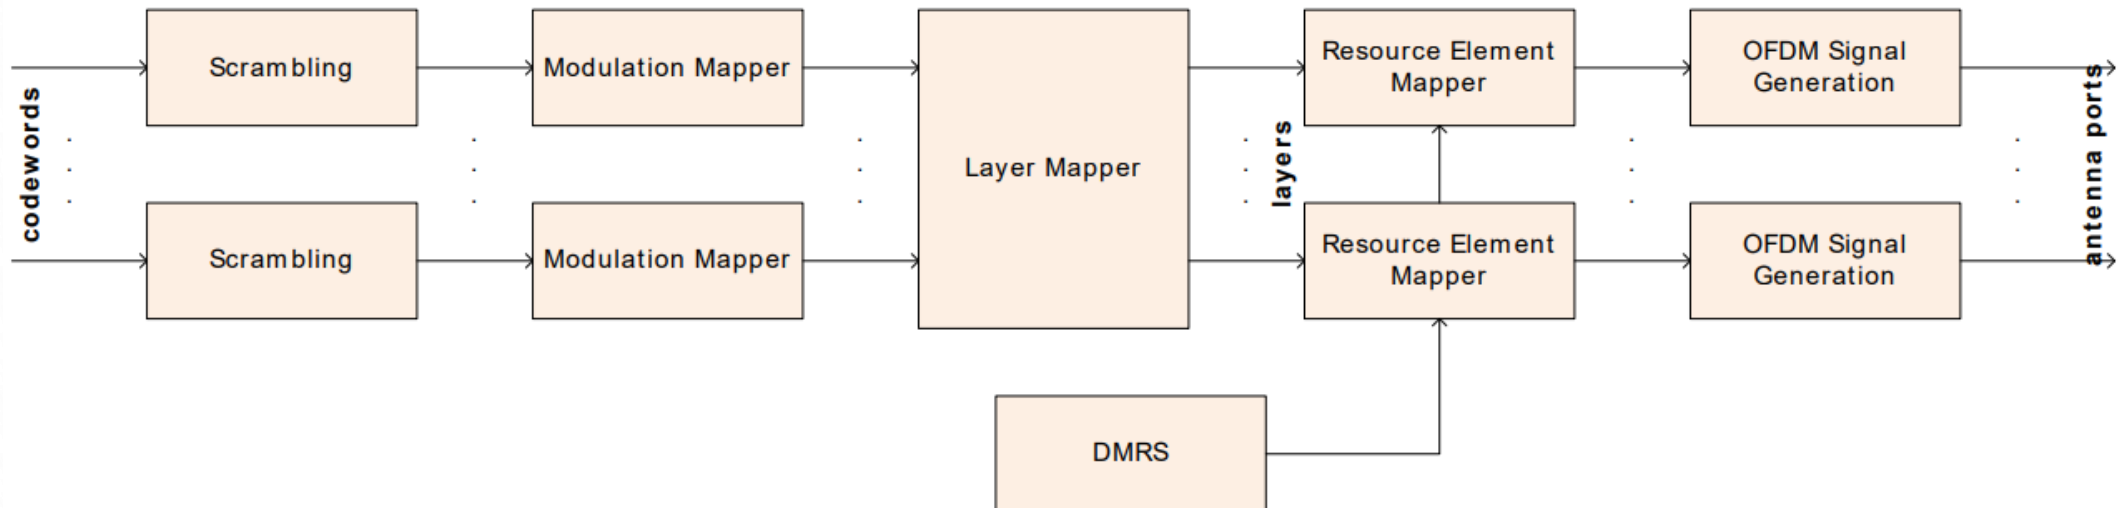 codewords
Scrambling
Modulation Mapper
Layer Mapper
layers
Resource Element
Mapper
OFDM Signal
Generation
antenna ports
Scrambling
Modulation Mapper
Resource Element
Mapper
OFDM Signal
Generation
DMRS